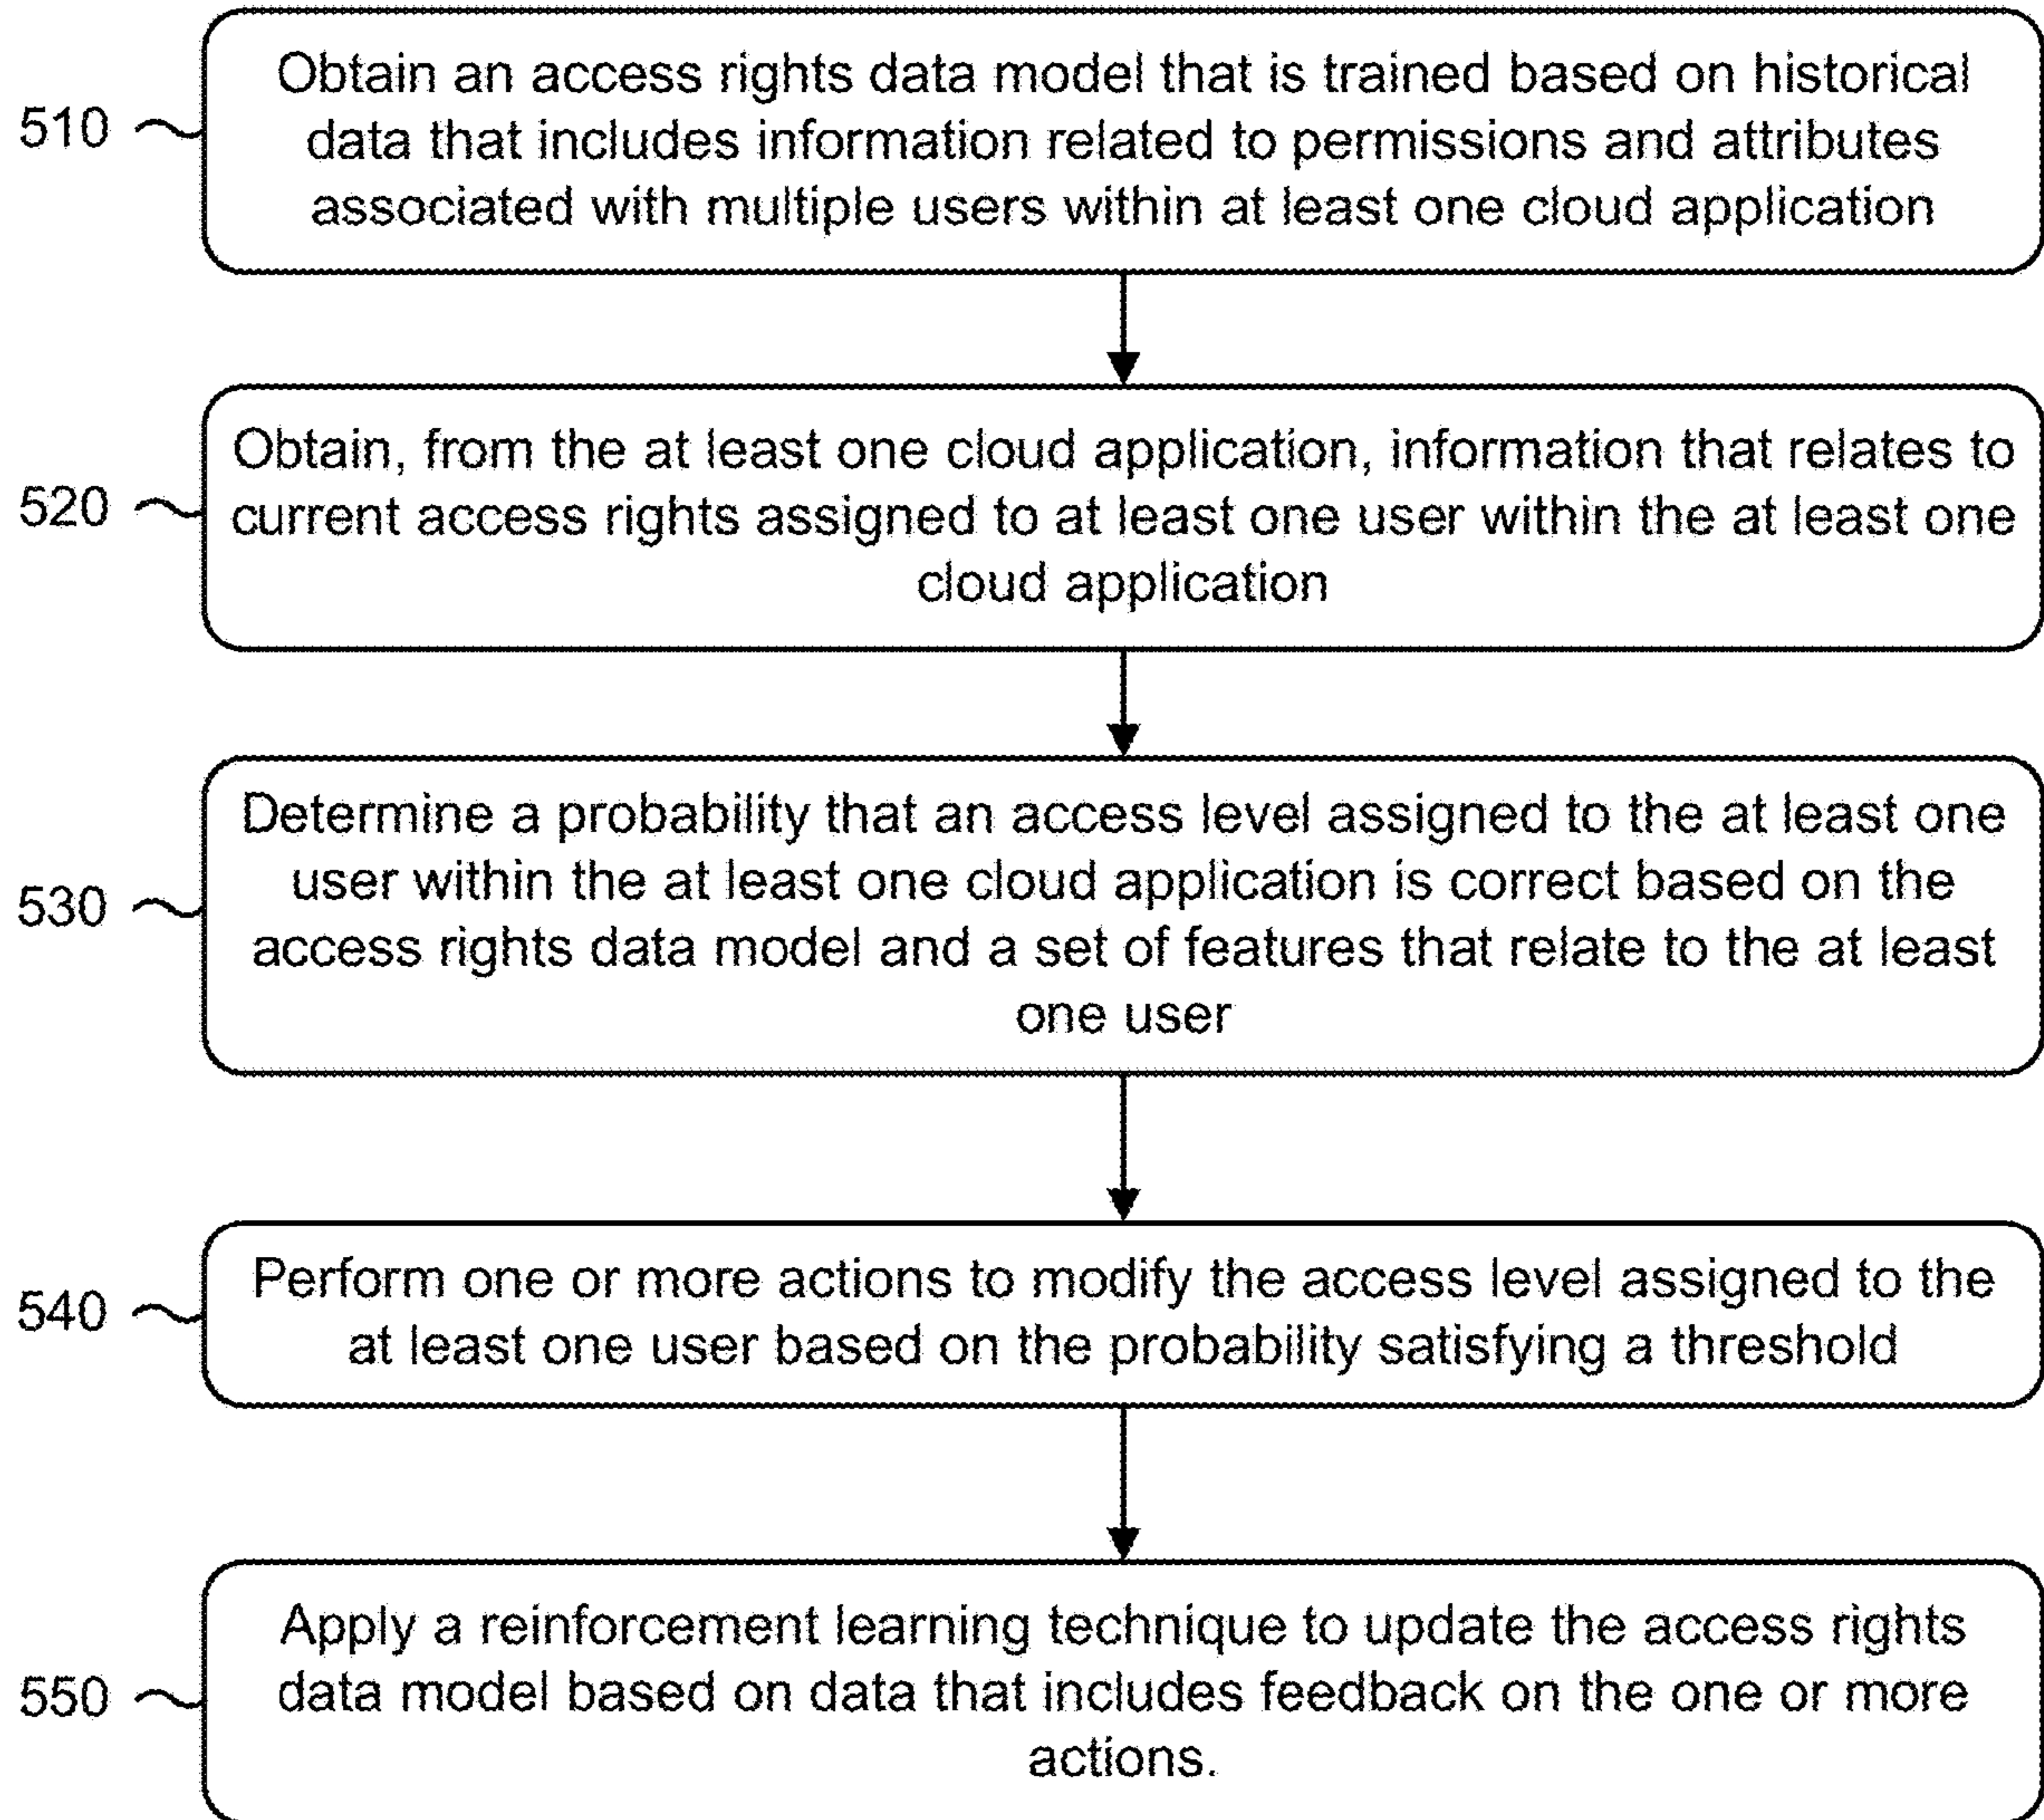 Obtain an access rights data model that is trained based on historical
510
data that includes information related to permissions and attributes
associated with multiple users within at least one cloud application
Obtain, from the at least one cloud application, information that relates to
520
current access rights assigned to at least one user within the at least one
cloud application
Determine a probability that an access level assigned to the at least one
user within the at least one cloud application is correct based on the
530
access rights data model and a set of features that relate to the at least
one user
Perform one or more actions to modify the access level assigned to the
540
at least one user based on the probability satisfying a threshold
Apply a reinforcement learning technique to update the access rights
550
data model based on data that includes feedback on the one or more
actions.